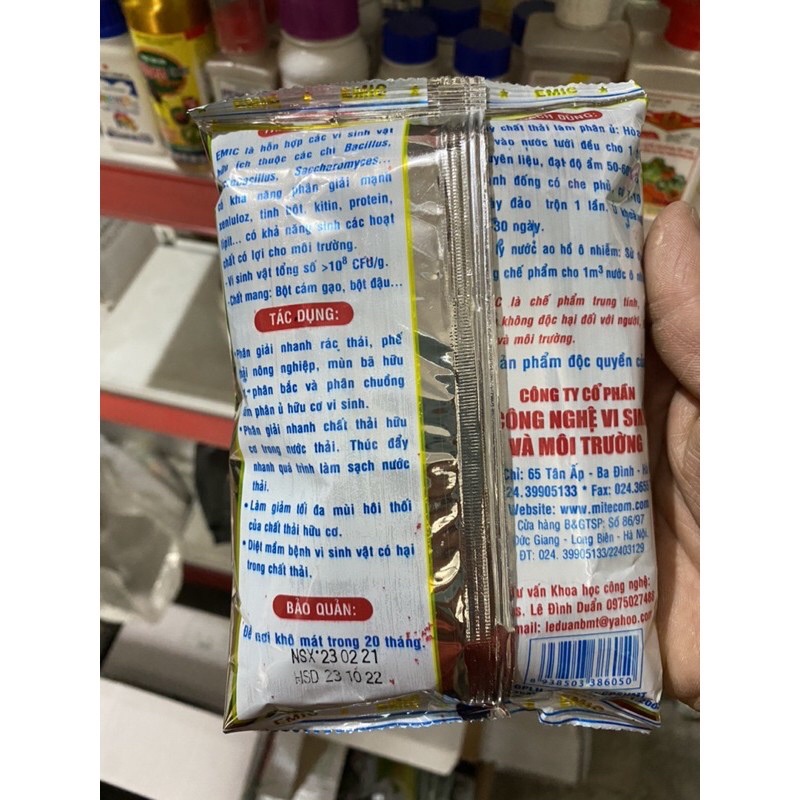 EMIC
EMIC
EMIC là hỗn hợp các vi sinh vật
ích thuộc các chi Bacillus,
Saccharomyces...
khả năng phân giải mạnh
tinh bột, kitin, protein,
lipit... có khả năng sinh các hoạt
chất có lợi cho môi trường.
-Vi sinh vật tổng số >10⁸ CFU/g.
-Chất mang: Bột cám gạo, bột đậu...
TÁC DỤNG:
•Phân giải nhanh rác thải, phế
nông nghiệp, mùn bã hữu
phân bắc và phân chuồng
phân ủ hữu cơ vi sinh.
•Phân giải nhanh chất thải hữu
cơ trong nước thải. Thúc đẩy
nhanh quá trình làm sạch nước
thải.
•Làm giảm tối đa mùi hôi thối
của chất thải hữu cơ.
•Diệt mầm bệnh vi sinh vật có hại
trong chất thải.
BẢO QUẢN:
Để nơi khô mát trong 20 tháng.
NSX 23 02 21
HSD 23 10 22
DÙNG:
chất thải làm phân ủ:
vào nước tưới đều cho 1
liệu, đạt độ ẩm
đống có che phủ
đảo trộn 1 lần,
30 ngày.
nước ao hồ ô nhiễm:
chế phẩm cho 1m³ nước ô
là chế phẩm trung tính,
không độc hại đối với người,
và môi trường.
phẩm độc quyền
CÔNG TY CỔ PHẦN
CÔNG NGHỆ VI
VÀ MÔI TRƯỜNG
65 Tân Ấp - Ba Đình -
24.39905133 * Fax:
Website: www.mitecom.com
Cửa hàng B&GTSP: Số 86/97
Đức Giang - Long Biên - Hà Nội.
ĐT: 024. 39905133/22403129
vấn Khoa học công nghệ:
Lê Đình Duẩn
leduanbmt@yahoo.com
8 938503 386050
EMIC
EMIC